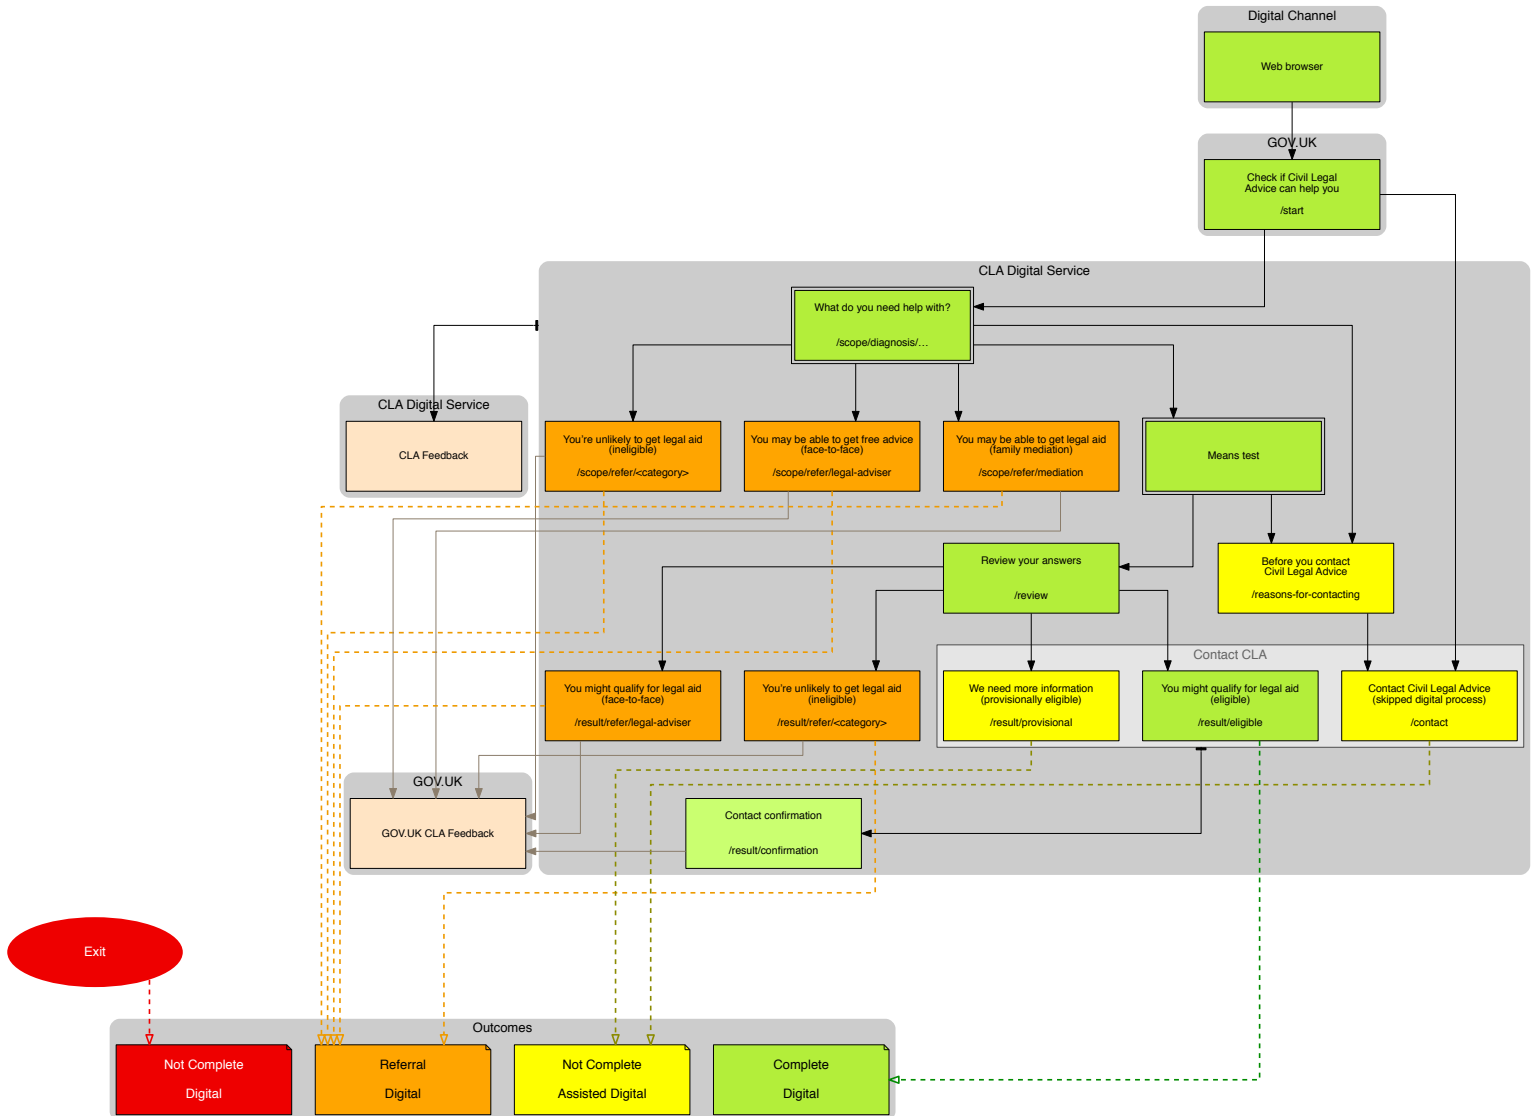 Digital Channel
Web browser
GOV.UK
Check if Civil Legal
Advice can help you
/start
CLA Digital Service
What do you need help with?
/scope/diagnosis/...
CLA Digital Service
CLA Feedback
You're unlikely to get legal aid
(ineligible)
/scope/refer/<category>
You may be able to get free advice
(face-to-face)
/scope/refer/legal-adviser
You may be able to get legal aid
(family mediation)
/scope/refer/mediation
Means test
Review your answers
/review
Before you contact
Civil Legal Advice
/reasons-for-contacting
Contact CLA
You might qualify for legal aid
(face-to-face)
/result/refer/legal-adviser
You're unlikely to get legal aid
(ineligible)
/result/refer/<category>
We need more information
(provisionally eligible)
/result/provisional
You might qualify for legal aid
(eligible)
/result/eligible
Contact Civil Legal Advice
(skipped digital process)
/contact
GOV.UK
GOV.UK CLA Feedback
Contact confirmation
/result/confirmation
Exit
Outcomes
Not Complete
Digital
Referral
Digital
Not Complete
Assisted Digital
Complete
Digital